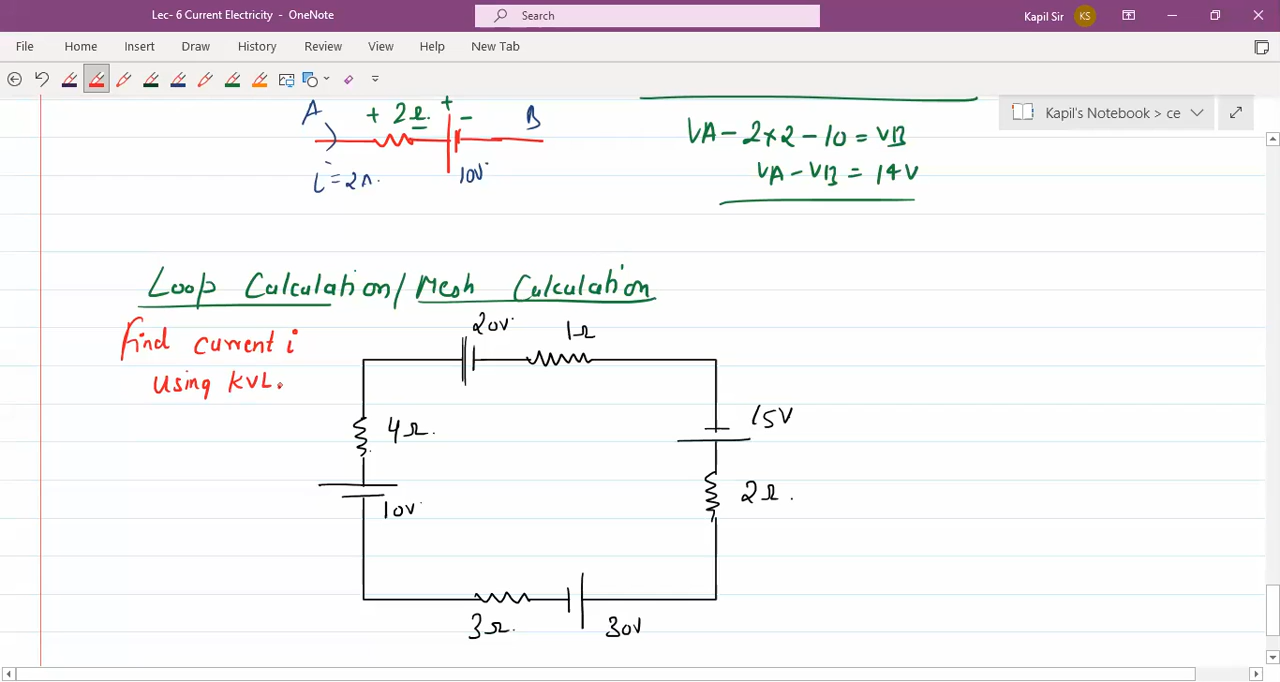 Lec- 6 Current Electricity - OneNote
Search
Kapil Sir KS
File Home Insert Draw History Review View Help New Tab
Kapil's Notebook > ce
A + 2Ω + - B
i = 2A.
10V
VA - 2×2 - 10 = VB
VA - VB = 14V
Loop Calculation/Mesh Calculation
find current i
using KVL.
20V
1Ω
4Ω.
15V
10V
2Ω.
3Ω.
30V